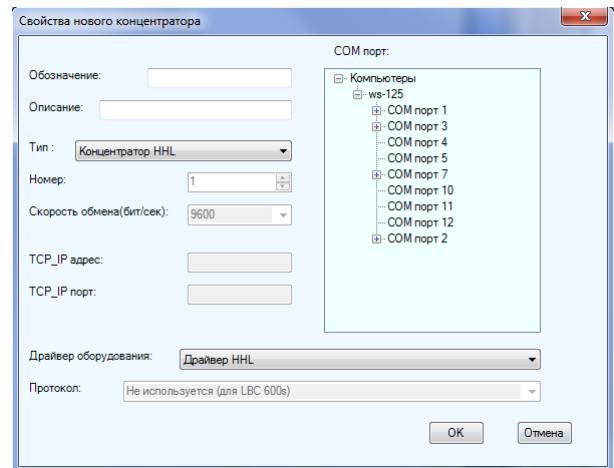 Свойства нового концентратора
COM порт:
Обозначение:
Описание:
Тип :
Концентратор HHL
Номер:
1
Скорость обмена(бит/сек):
9600
TCP_IP адрес:
TCP_IP порт:
Компьютеры
ws-125
COM порт 1
COM порт 3
COM порт 4
COM порт 5
COM порт 7
COM порт 10
COM порт 11
COM порт 12
COM порт 2
Драйвер оборудования:
Драйвер HHL
Протокол:
Не используется (для LBC 600s)
OK
Отмена